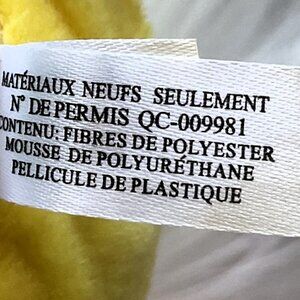 MATÉRIAUX NEUFS SEULEMENT
N° DE PERMIS QC-009981
CONTENU: FIBRES DE POLYESTER
MOUSSE DE POLYURÉTHANE
PELLICULE DE PLASTIQUE